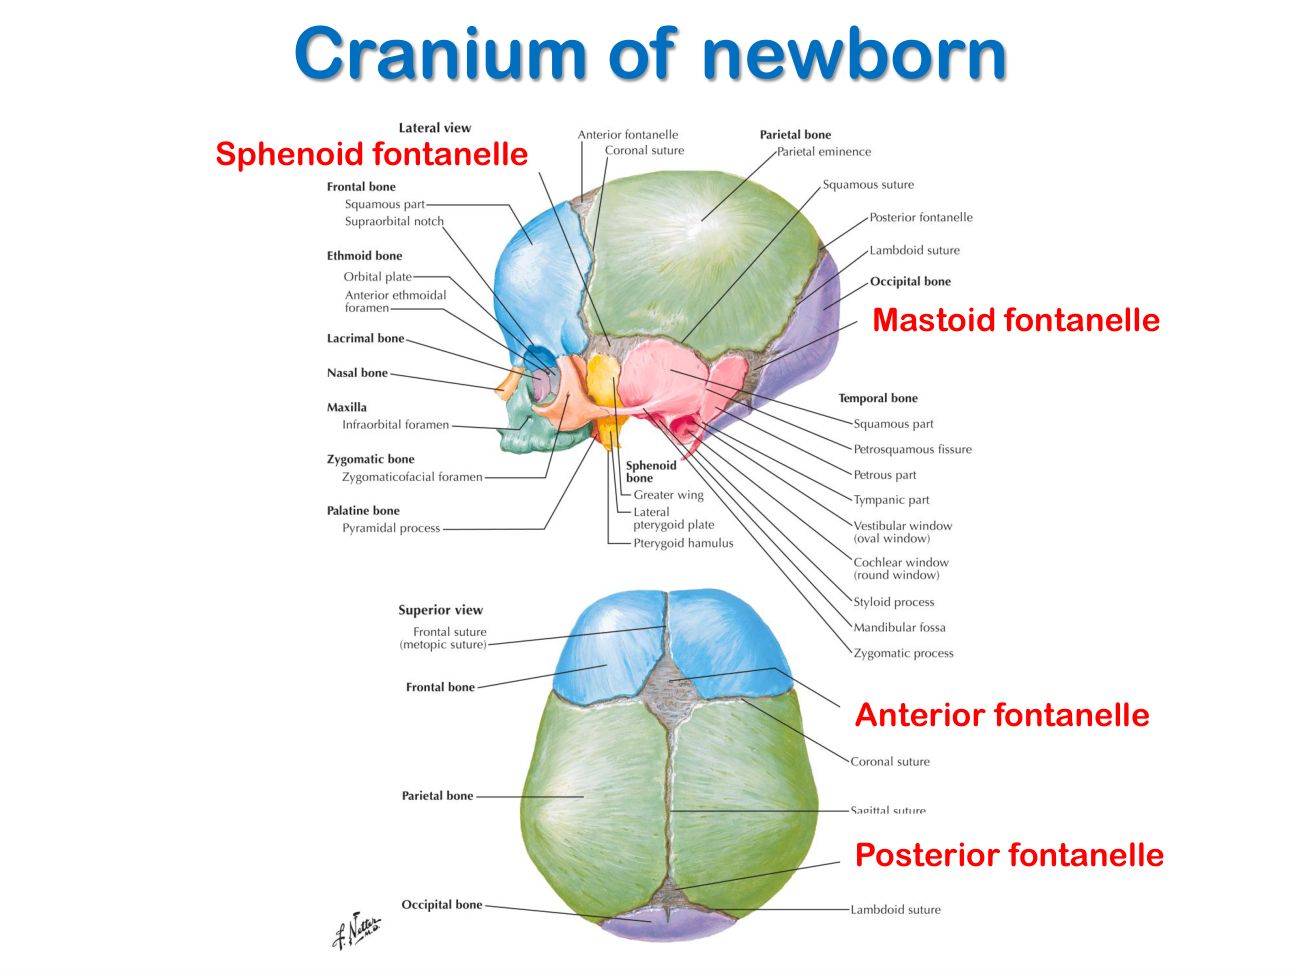 Cranium of newborn
Lateral view
Sphenoid fontanelle
Anterior fontanelle
Coronal suture
Parietal bone
Parietal eminence
Squamous suture
Posterior fontanelle
Lambdoid suture
Occipital bone
Mastoid fontanelle
Frontal bone
Squamous part
Supraorbital notch
Ethmoid bone
Orbital plate
Anterior ethmoidal
foramen
Lacrimal bone
Nasal bone
Maxilla
Infraorbital foramen
Zygomatic bone
Zygomaticofacial foramen
Palatine bone
Pyramidal process
Sphenoid
bone
Greater wing
Lateral
pterygoid plate
Pterygoid hamulus
Temporal bone
Squamous part
Petrosquamous fissure
Petrous part
Tympanic part
Vestibular window
(oval window)
Cochlear window
(round window)
Styloid process
Mandibular fossa
Zygomatic process
Superior view
Frontal suture
(metopic suture)
Frontal bone
Anterior fontanelle
Coronal suture
Parietal bone
Sagittal suture
Posterior fontanelle
Occipital bone
Lambdoid suture
F. Netter
M.D.